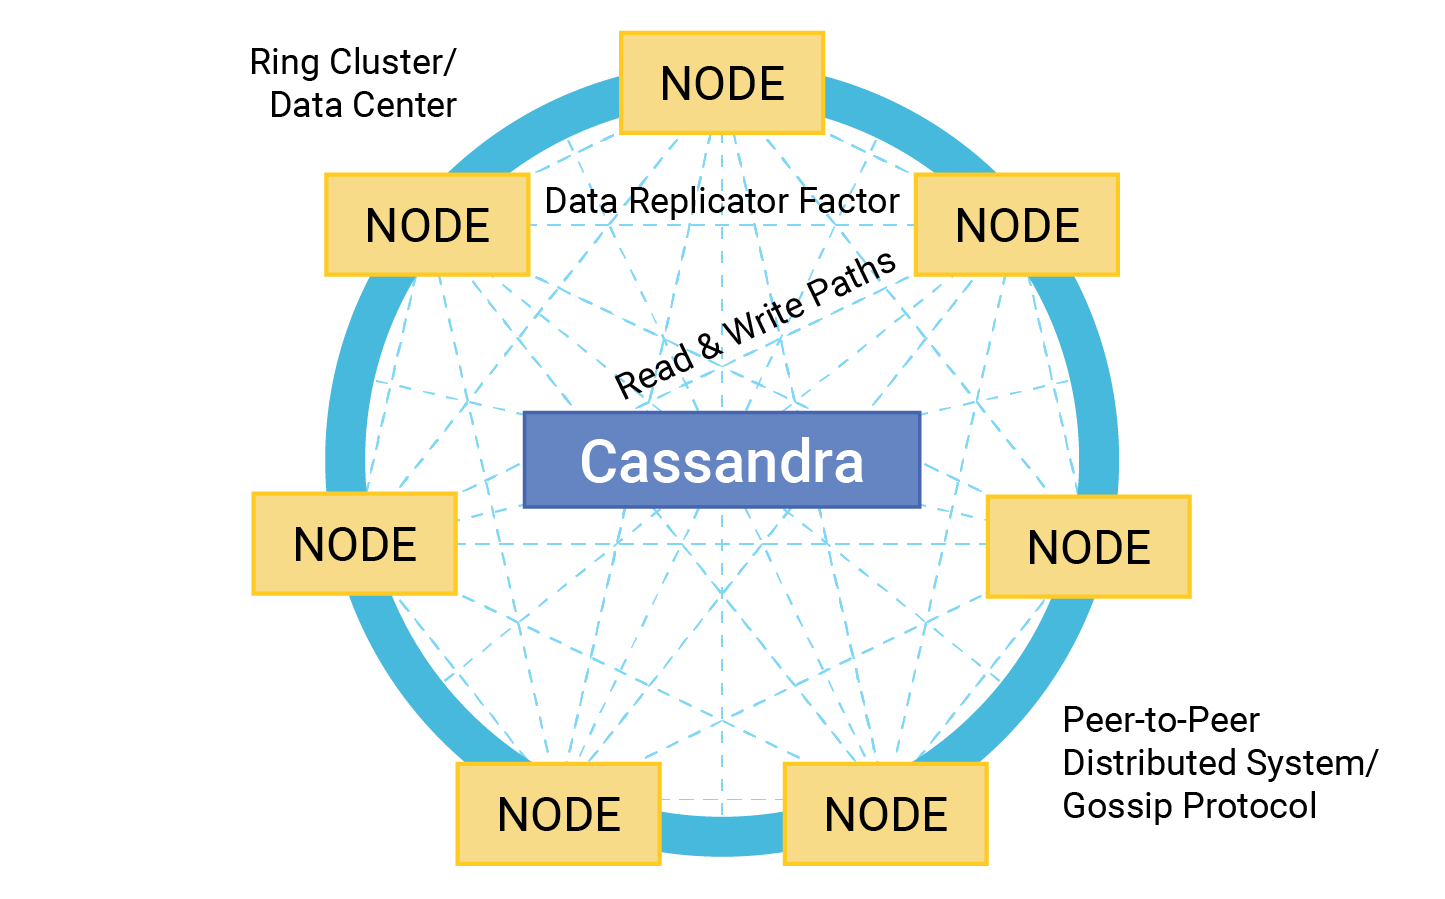 Ring Cluster/
Data Center
NODE
NODE
Data Replicator Factor
NODE
Read & Write Paths
Cassandra
NODE
NODE
Peer-to-Peer
Distributed System/
Gossip Protocol
NODE
NODE